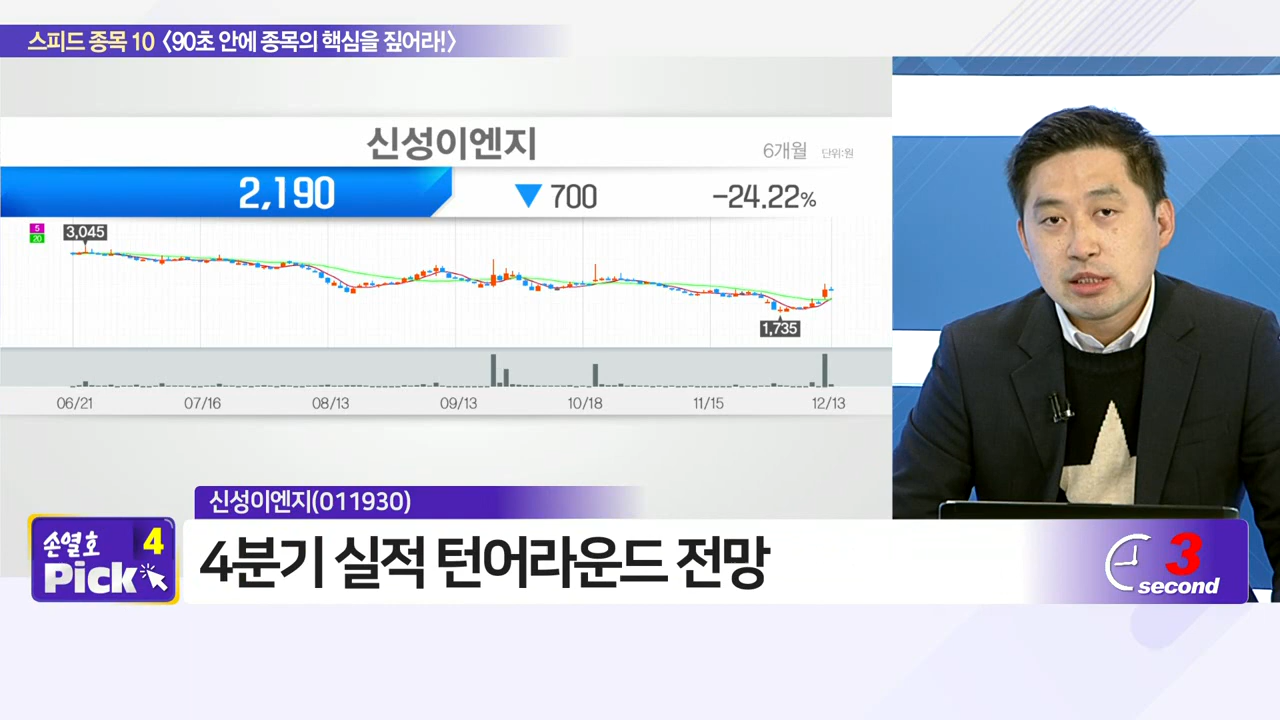 스피드 종목 10 〈90초 안에 종목의 핵심을 짚어라!〉
신성이엔지
6개월 단위:원
2,190 ▼ 700 -24.22%
5
20
3,045
1,735
06/21 07/16 08/13 09/13 10/18 11/15 12/13
신성이엔지(011930)
손열호 4
Pick
4분기 실적 턴어라운드 전망
3
second